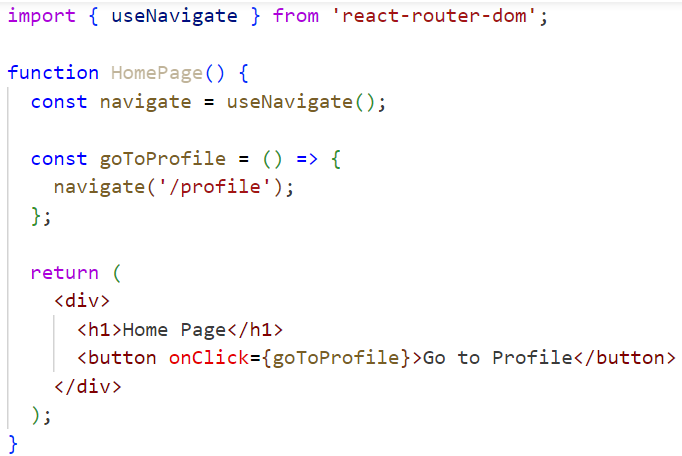 import { useNavigate } from 'react-router-dom';

function HomePage() {
  const navigate = useNavigate();

  const goToProfile = () => {
    navigate('/profile');
  };

  return (
    <div>
      <h1>Home Page</h1>
      <button onClick={goToProfile}>Go to Profile</button>
    </div>
  );
}